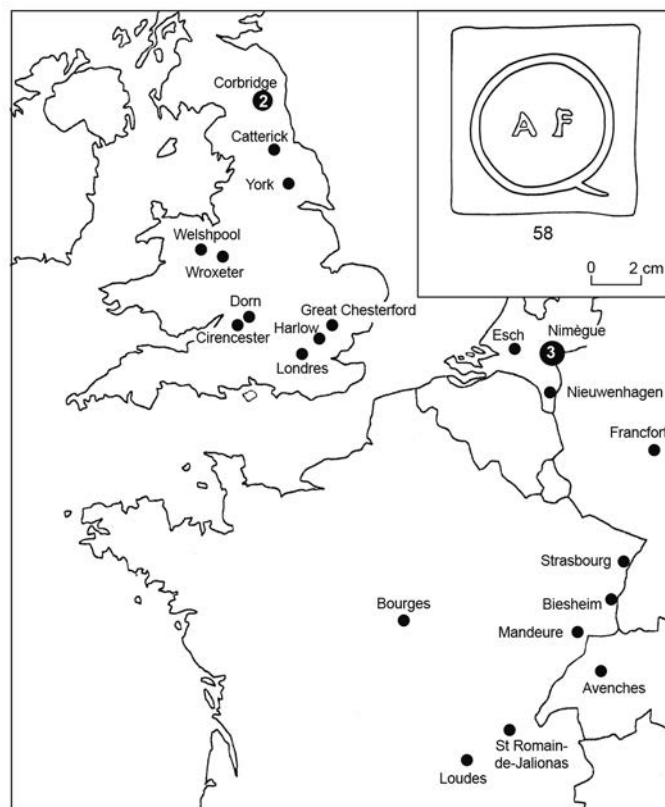 Corbridge
2
Catterick
York
Welshpool
Wroxeter
Dorn
Cirencester
Great Chesterford
Harlow
Londres
A F
58
0 2 cm
Esch
Nimègue
3
Nieuwenhagen
Francfort
Strasbourg
Biesheim
Bourges
Mandeure
Avenches
St Romain-
de-Jalionas
Loudes